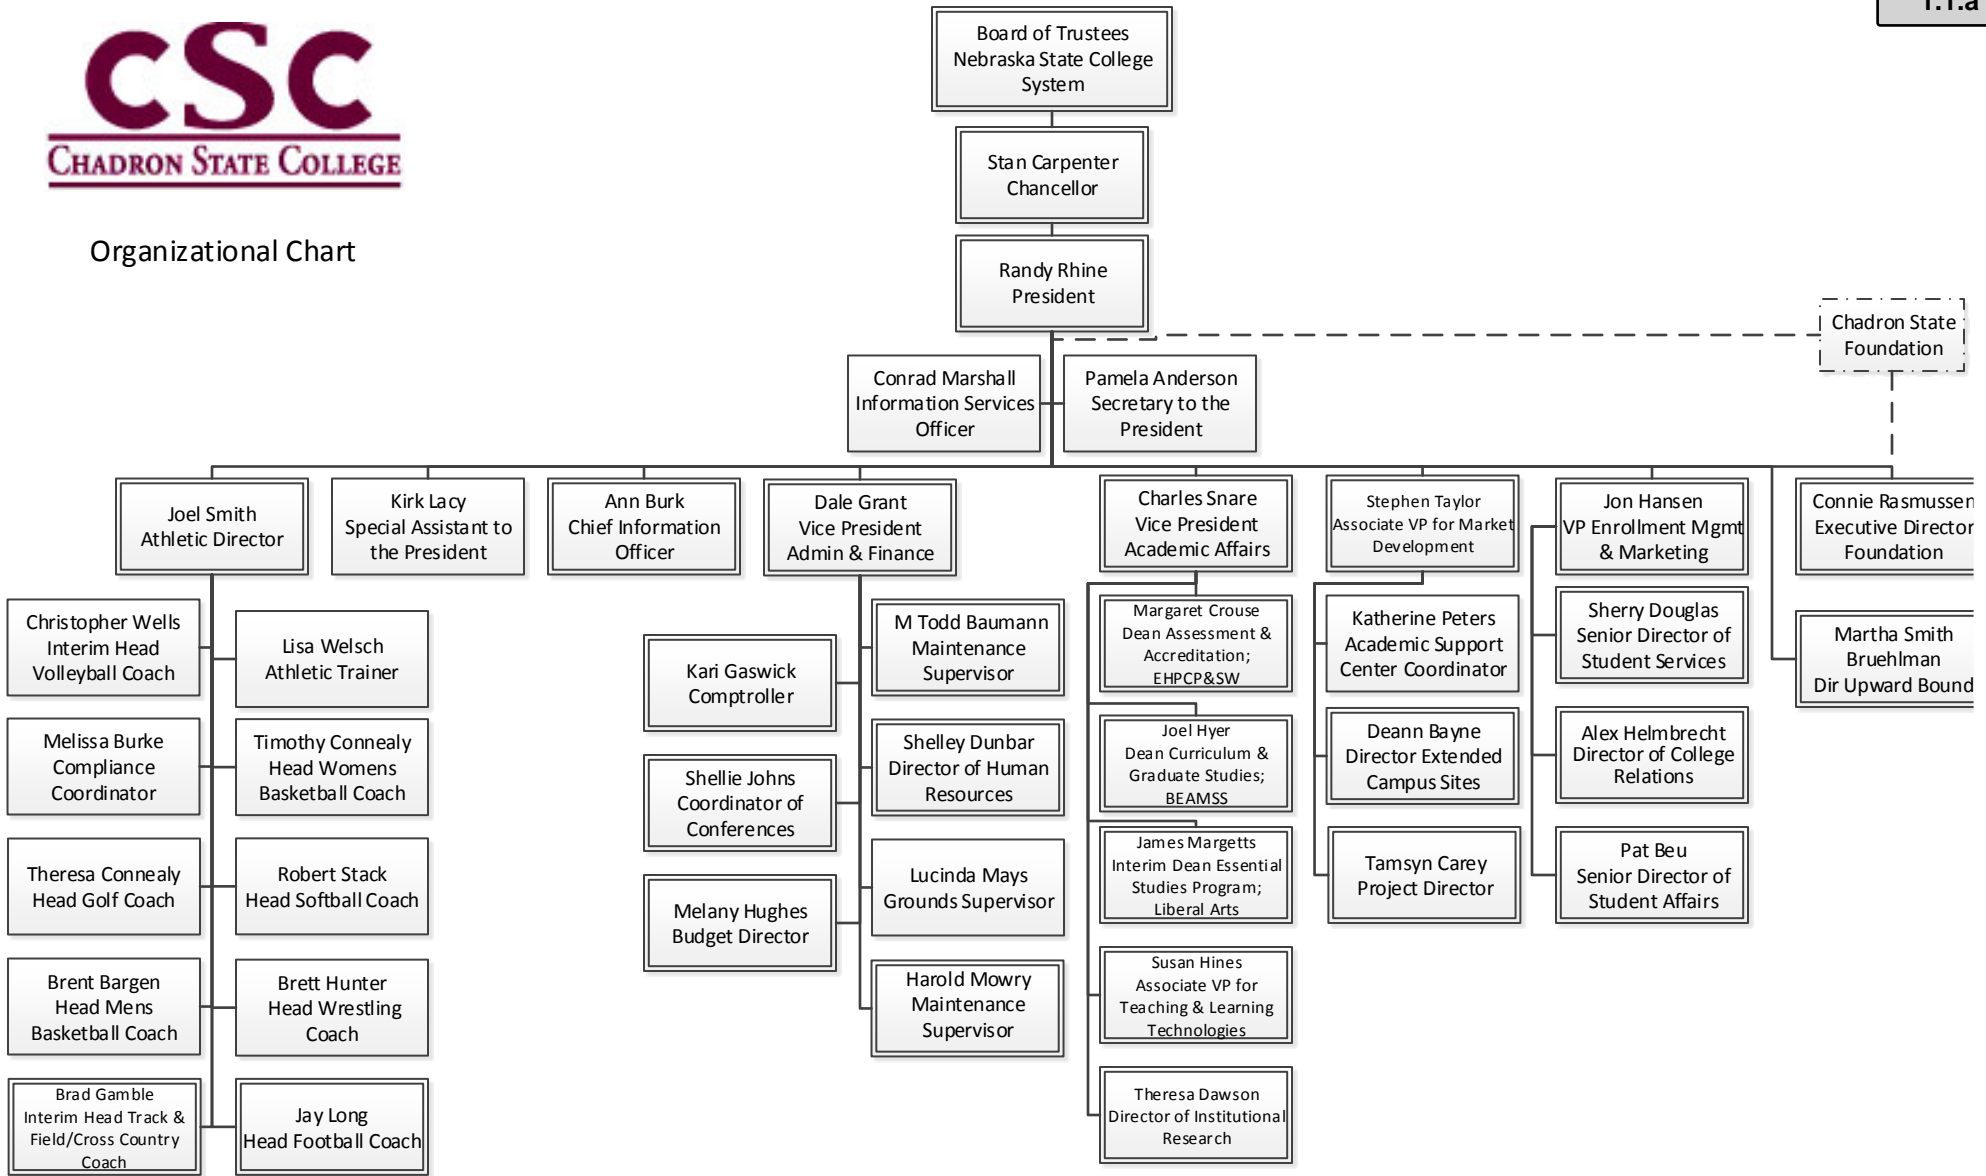 1.1.a
CSC
CHADRON STATE COLLEGE
Organizational Chart
Board of Trustees
Nebraska State College
System
Stan Carpenter
Chancellor
Randy Rhine
President
Chadron State
Foundation
Conrad Marshall
Information Services
Officer
Pamela Anderson
Secretary to the
President
Joel Smith
Athletic Director
Kirk Lacy
Special Assistant to
the President
Ann Burk
Chief Information
Officer
Dale Grant
Vice President
Admin & Finance
Charles Snare
Vice President
Academic Affairs
Stephen Taylor
Associate VP for Market
Development
Jon Hansen
VP Enrollment Mgmt
& Marketing
Connie Rasmussen
Executive Director
Foundation
Christopher Wells
Interim Head
Volleyball Coach
Lisa Welsch
Athletic Trainer
Melissa Burke
Compliance
Coordinator
Timothy Connealy
Head Womens
Basketball Coach
Theresa Connealy
Head Golf Coach
Robert Stack
Head Softball Coach
Brent Bargen
Head Mens
Basketball Coach
Brett Hunter
Head Wrestling
Coach
Brad Gamble
Interim Head Track &
Field/Cross Country
Coach
Jay Long
Head Football Coach
Kari Gaswick
Comptroller
M Todd Baumann
Maintenance
Supervisor
Shellie Johns
Coordinator of
Conferences
Shelley Dunbar
Director of Human
Resources
Melany Hughes
Budget Director
Lucinda Mays
Grounds Supervisor
Harold Mowry
Maintenance
Supervisor
Margaret Crouse
Dean Assessment &
Accreditation;
EHPCP&SW
Joel Hyer
Dean Curriculum &
Graduate Studies;
BEAMSS
James Margetts
Interim Dean Essential
Studies Program;
Liberal Arts
Susan Hines
Associate VP for
Teaching & Learning
Technologies
Theresa Dawson
Director of Institutional
Research
Katherine Peters
Academic Support
Center Coordinator
Deann Bayne
Director Extended
Campus Sites
Tamsyn Carey
Project Director
Sherry Douglas
Senior Director of
Student Services
Alex Helmbrecht
Director of College
Relations
Pat Beu
Senior Director of
Student Affairs
Martha Smith
Bruehlman
Dir Upward Bound